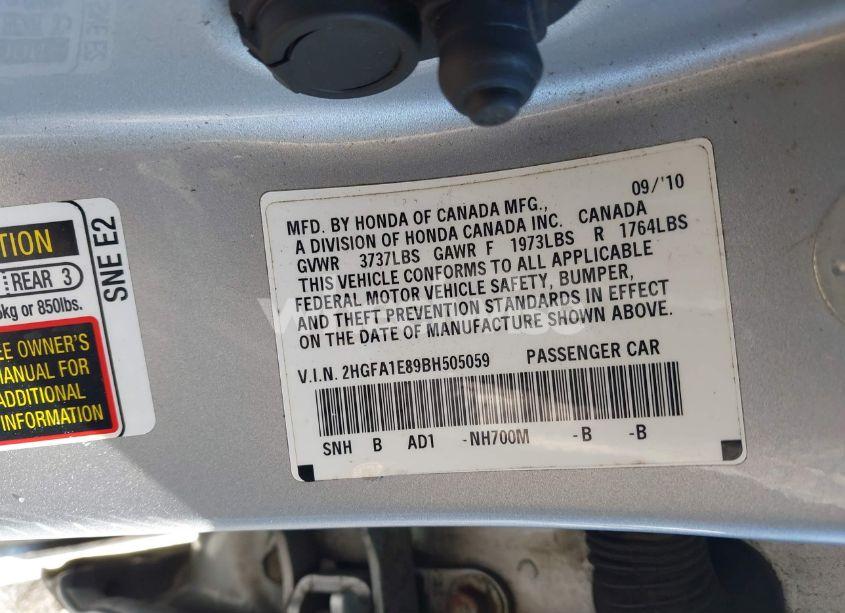 TION
REAR 3
kg or 850lbs.
EE OWNER'S
MANUAL FOR
ADDITIONAL
INFORMATION
SNE E2
09/'10
MFD. BY HONDA OF CANADA MFG.,
A DIVISION OF HONDA CANADA INC. CANADA
GVWR 3737LBS GAWR F 1973LBS R 1764LBS
THIS VEHICLE CONFORMS TO ALL APPLICABLE
FEDERAL MOTOR VEHICLE SAFETY, BUMPER,
AND THEFT PREVENTION STANDARDS IN EFFECT
ON THE DATE OF MANUFACTURE SHOWN ABOVE.
V.I.N. 2HGFA1E89BH505059 PASSENGER CAR
SNH B AD1 -NH700M -B -B